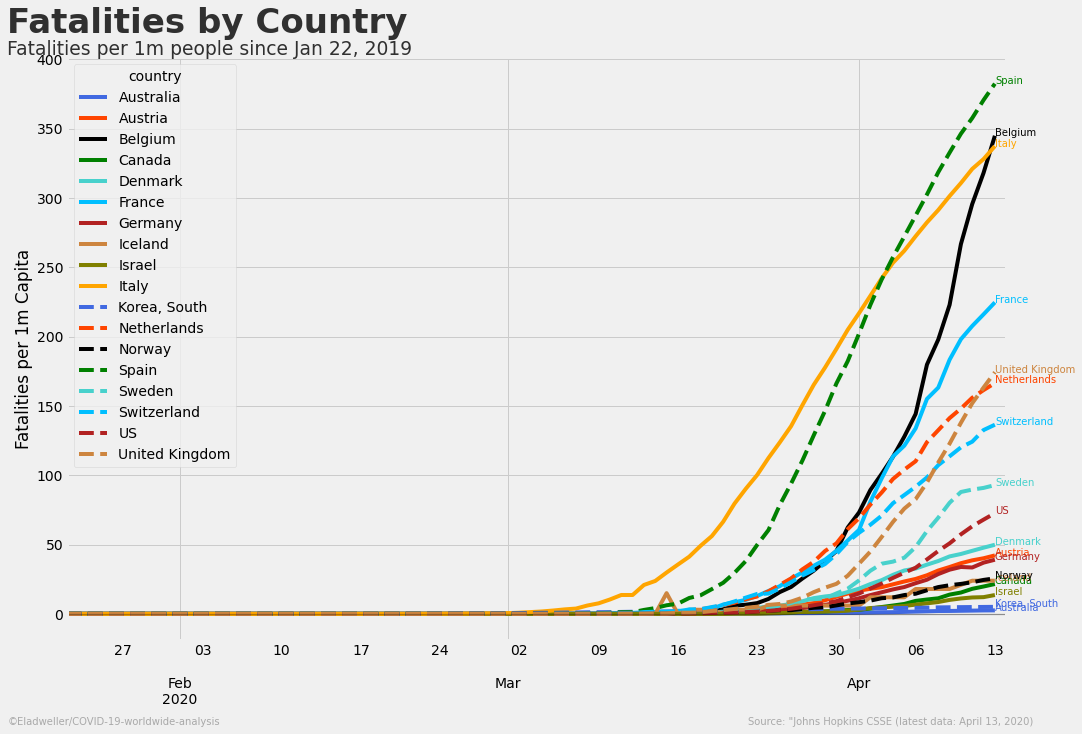 Fatalities by Country
Fatalities per 1m people since Jan 22, 2019
400
350
300
250
200
150
100
50
0
Fatalities per 1m Capita
country
Australia
Austria
Belgium
Canada
Denmark
France
Germany
Iceland
Israel
Italy
Korea, South
Netherlands
Norway
Spain
Sweden
Switzerland
US
United Kingdom
Spain
Belgium
Italy
France
United Kingdom
Netherlands
Switzerland
Sweden
US
Denmark
Austria
Germany
Norway
Canada
Israel
Korea, South
Australia
27 03 10 17 24 02 09 16 23 30 06 13
Feb Mar Apr
2020
©Eladweller/COVID-19-worldwide-analysis
Source: "Johns Hopkins CSSE (latest data: April 13, 2020)